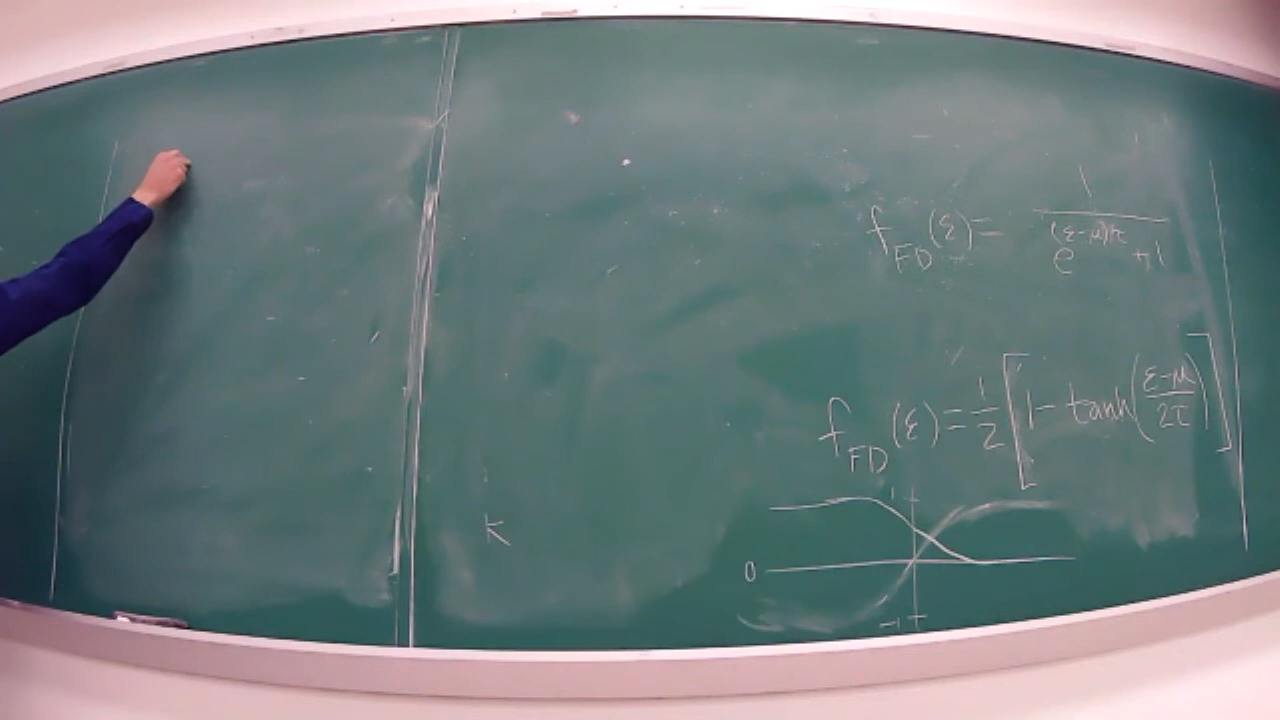 f_FD(ε) = 1 / (e^((ε-μ)/τ) + 1)
f_FD(ε) = 1/2 [1 - tanh((ε-μ)/2τ)]
1
K
0
-1